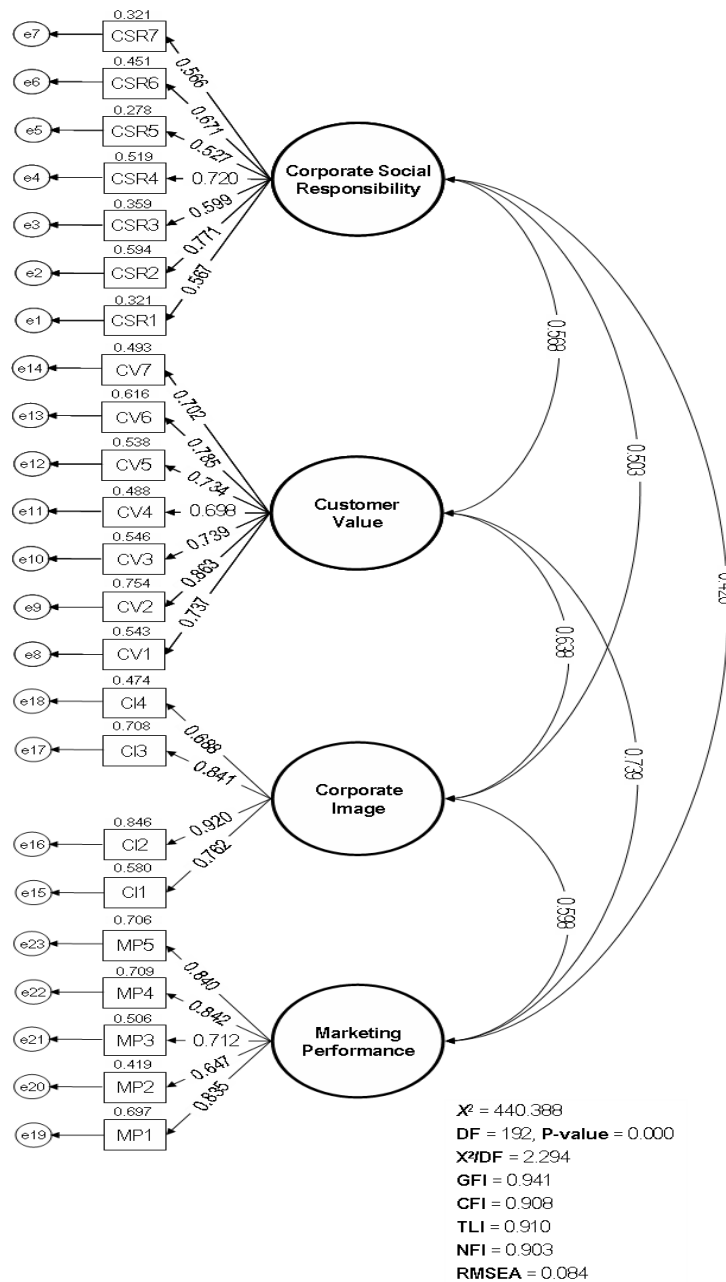 0.321
e7 CSR7 0.566
0.451
e6 CSR6 0.671
0.278
e5 CSR5 0.527
0.519
e4 CSR4 0.720
0.359
e3 CSR3 0.599
0.594
e2 CSR2 0.771
0.321
e1 CSR1 0.567
Corporate Social
Responsibility
0.493
e14 CV7 0.702
0.616
e13 CV6 0.785
0.538
e12 CV5 0.734
0.488
e11 CV4 0.698
0.546
e10 CV3 0.739
0.754
e9 CV2 0.863
0.543
e8 CV1 0.737
Customer
Value
0.474
e18 CI4 0.688
0.708
e17 CI3 0.841
0.846
e16 CI2 0.920
0.580
e15 CI1 0.762
Corporate
Image
0.706
e23 MP5 0.840
0.709
e22 MP4 0.842
0.506
e21 MP3 0.712
0.419
e20 MP2 0.647
0.697
e19 MP1 0.835
Marketing
Performance
0.568
0.503
0.638
0.739
0.598
X² = 440.388
DF = 192, P-value = 0.000
X²/DF = 2.294
GFI = 0.941
CFI = 0.908
TLI = 0.910
NFI = 0.903
RMSEA = 0.084